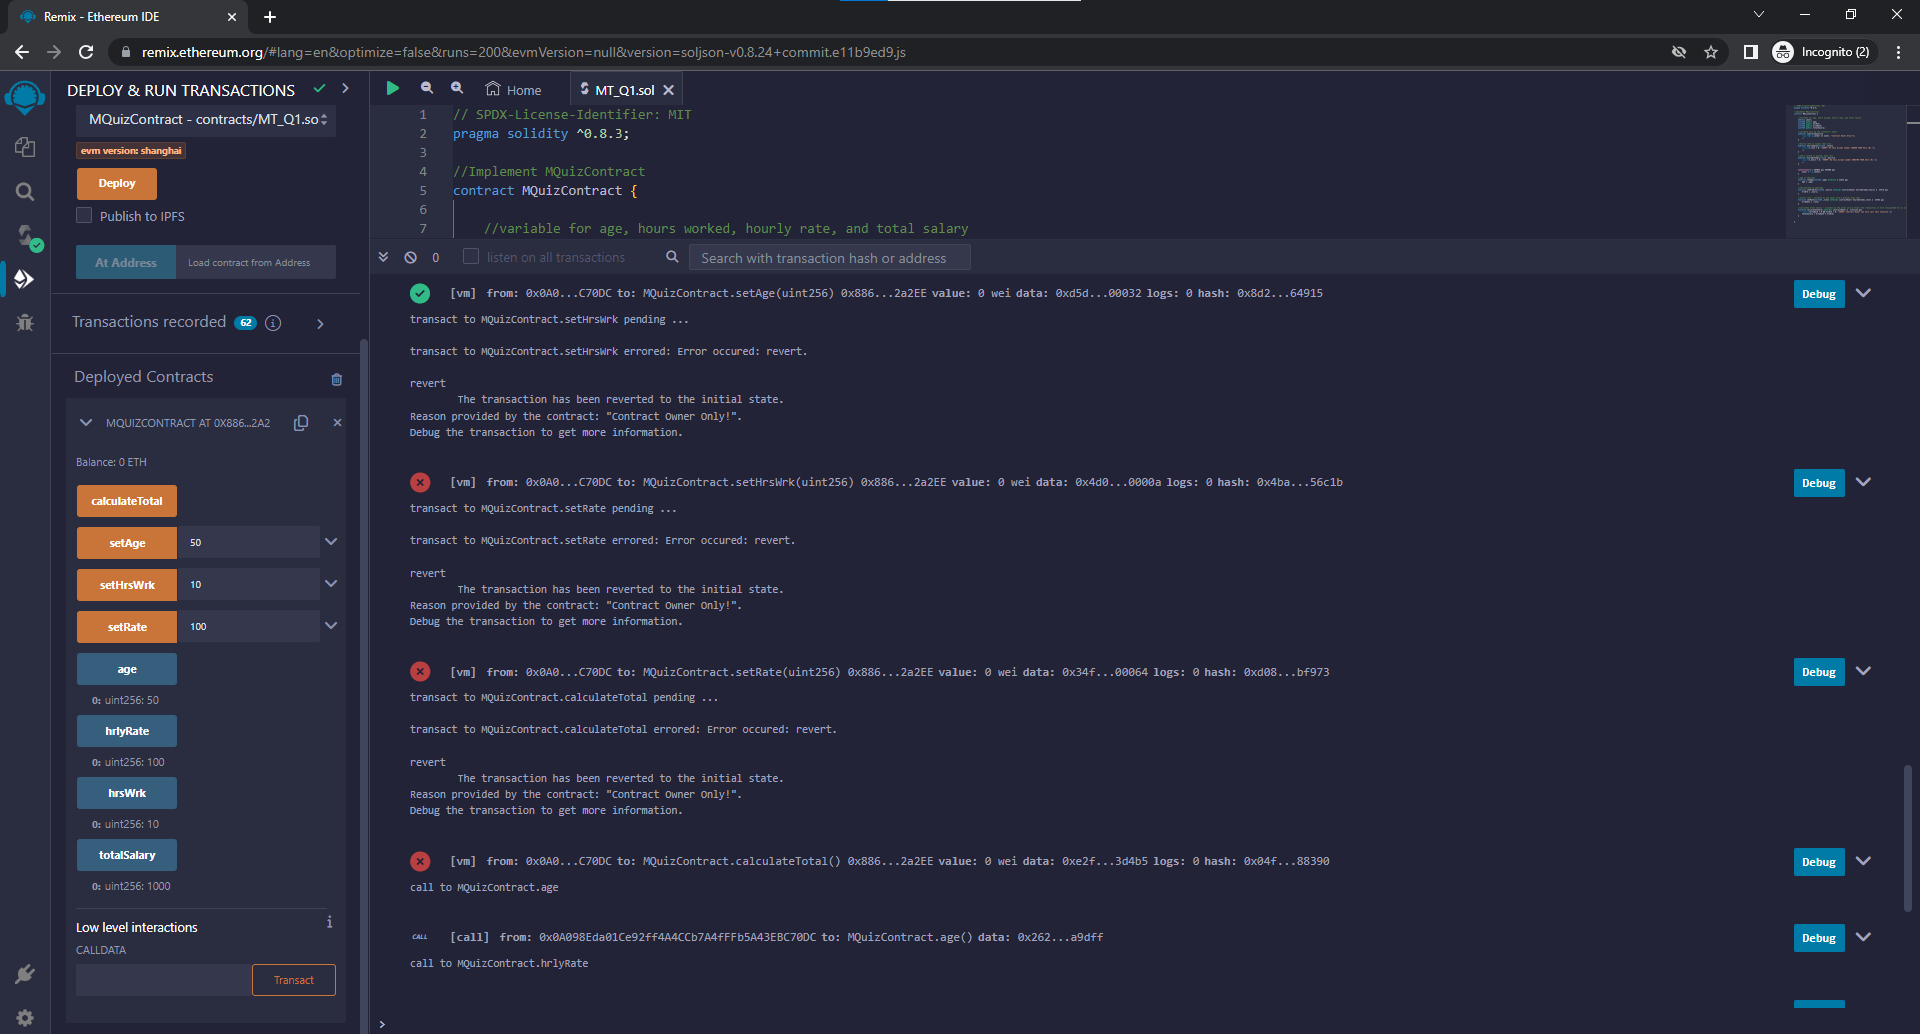 Remix - Ethereum IDE
remix.ethereum.org/#lang=en&optimize=false&runs=200&evmVersion=null&version=soljson-v0.8.24+commit.e11b9ed9.js
Incognito (2)
DEPLOY & RUN TRANSACTIONS
MQuizContract - contracts/MT_Q1.so
evm version: shanghai
Deploy
Publish to IPFS
At Address
Load contract from Address
Transactions recorded 62 i
Deployed Contracts
MQUIZCONTRACT AT 0X886...2A2
Balance: 0 ETH
calculateTotal
setAge 50
setHrsWrk 10
setRate 100
age
0: uint256: 50
hrlyRate
0: uint256: 100
hrsWrk
0: uint256: 10
totalSalary
0: uint256: 1000
Low level interactions
i
CALLDATA
Transact
Home
MT_Q1.sol
1 // SPDX-License-Identifier: MIT
2 pragma solidity ^0.8.3;
3
4 //Implement MQuizContract
5 contract MQuizContract {
6
7 //variable for age, hours worked, hourly rate, and total salary
0 listen on all transactions Search with transaction hash or address
[vm] from: 0x0A0...C70DC to: MQuizContract.setAge(uint256) 0x886...2a2EE value: 0 wei data: 0xd5d...00032 logs: 0 hash: 0x8d2...64915 Debug
transact to MQuizContract.setHrsWrk pending ...
transact to MQuizContract.setHrsWrk errored: Error occured: revert.
revert
The transaction has been reverted to the initial state.
Reason provided by the contract: "Contract Owner Only!".
Debug the transaction to get more information.
[vm] from: 0x0A0...C70DC to: MQuizContract.setHrsWrk(uint256) 0x886...2a2EE value: 0 wei data: 0x4d0...0000a logs: 0 hash: 0x4ba...56c1b Debug
transact to MQuizContract.setRate pending ...
transact to MQuizContract.setRate errored: Error occured: revert.
revert
The transaction has been reverted to the initial state.
Reason provided by the contract: "Contract Owner Only!".
Debug the transaction to get more information.
[vm] from: 0x0A0...C70DC to: MQuizContract.setRate(uint256) 0x886...2a2EE value: 0 wei data: 0x34f...00064 logs: 0 hash: 0xd08...bf973 Debug
transact to MQuizContract.calculateTotal pending ...
transact to MQuizContract.calculateTotal errored: Error occured: revert.
revert
The transaction has been reverted to the initial state.
Reason provided by the contract: "Contract Owner Only!".
Debug the transaction to get more information.
[vm] from: 0x0A0...C70DC to: MQuizContract.calculateTotal() 0x886...2a2EE value: 0 wei data: 0xe2f...3d4b5 logs: 0 hash: 0x04f...88390 Debug
call to MQuizContract.age
CALL [call] from: 0x0A098Eda01Ce92ff4A4CCb7A4fFFb5A43EBC70DC to: MQuizContract.age() data: 0x262...a9dff Debug
call to MQuizContract.hrlyRate
>